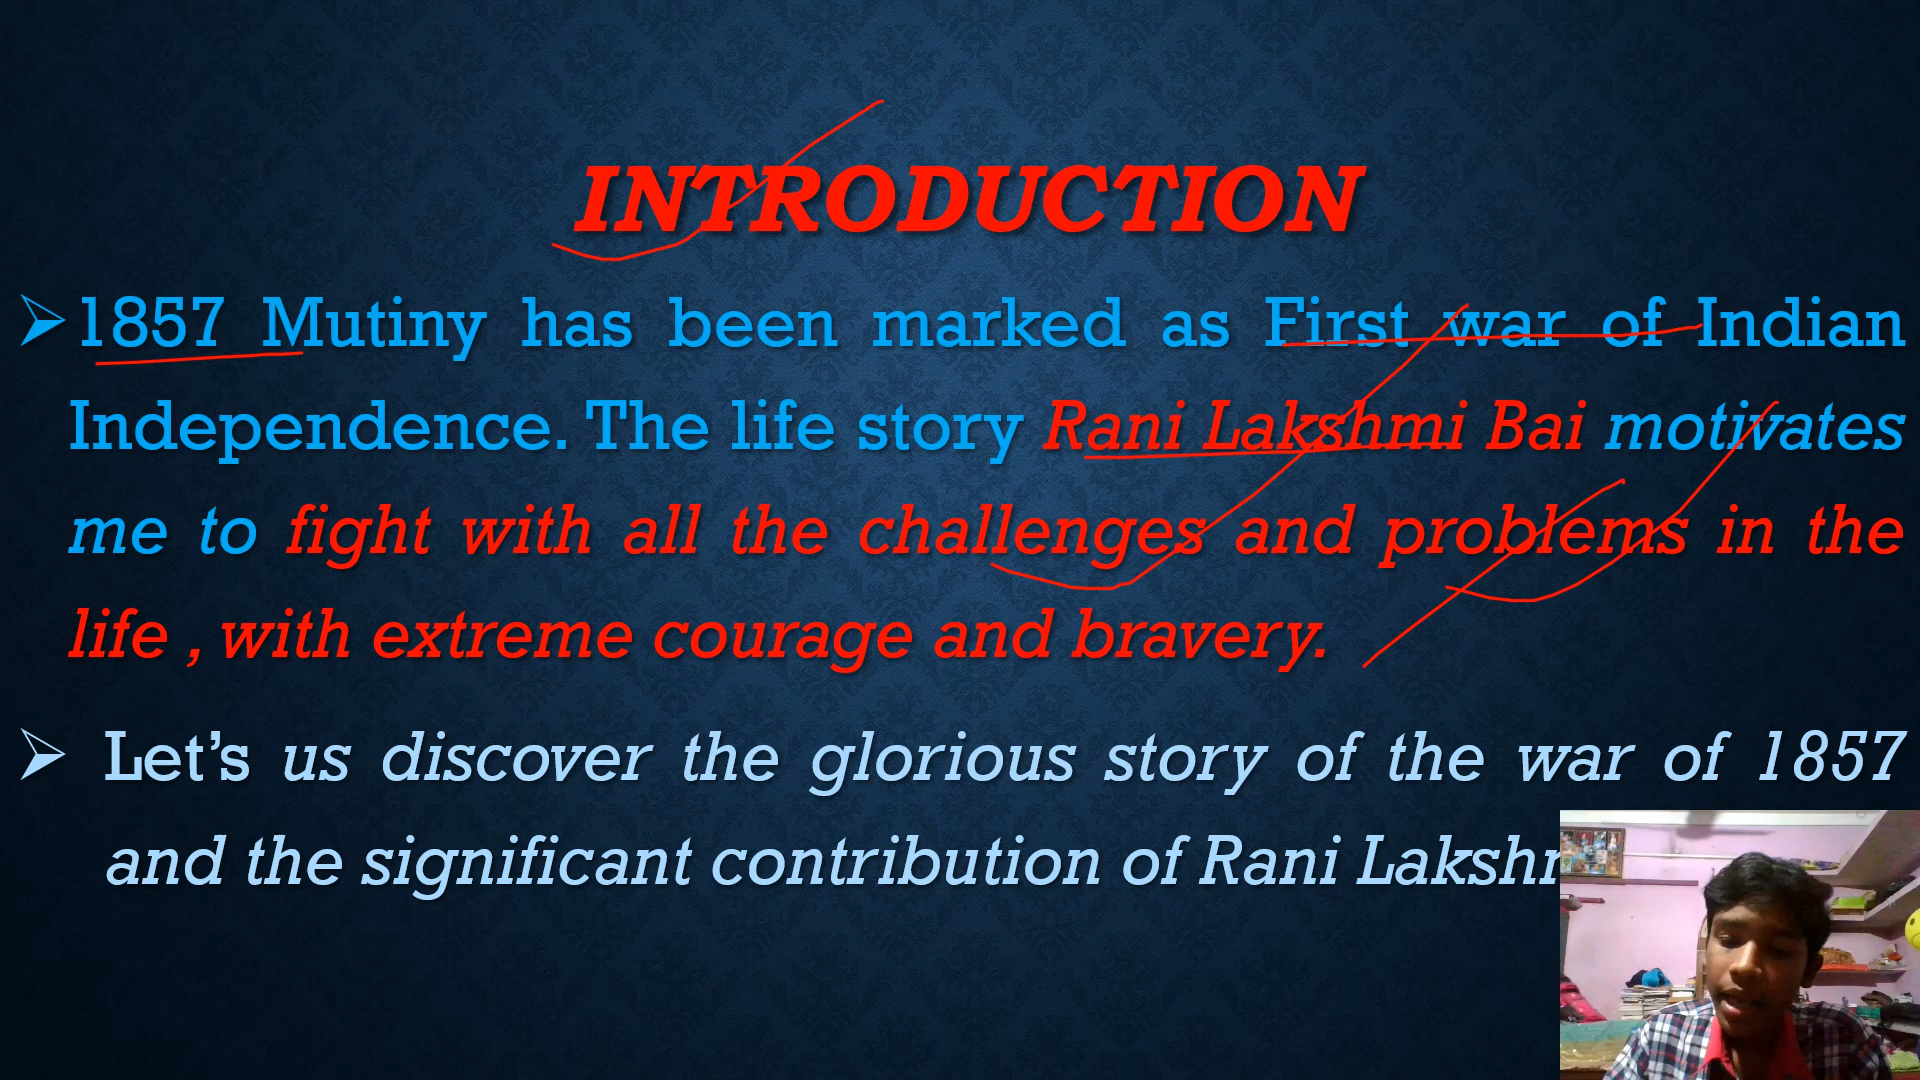 INTRODUCTION
1857 Mutiny has been marked as First war of Indian
Independence. The life story Rani Lakshmi Bai motivates
me to fight with all the challenges and problems in the
life , with extreme courage and bravery.
Let's us discover the glorious story of the war of 1857
and the significant contribution of Rani